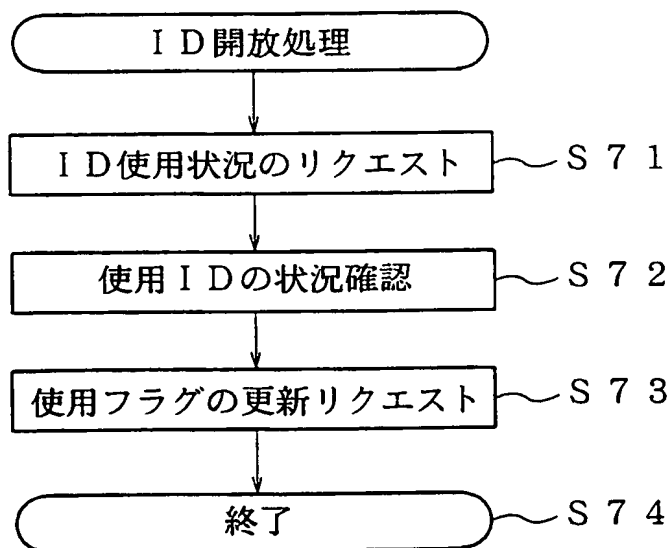 ＩＤ開放処理
ＩＤ使用状況のリクエスト Ｓ７１
使用ＩＤの状況確認 Ｓ７２
使用フラグの更新リクエスト Ｓ７３
終了 Ｓ７４